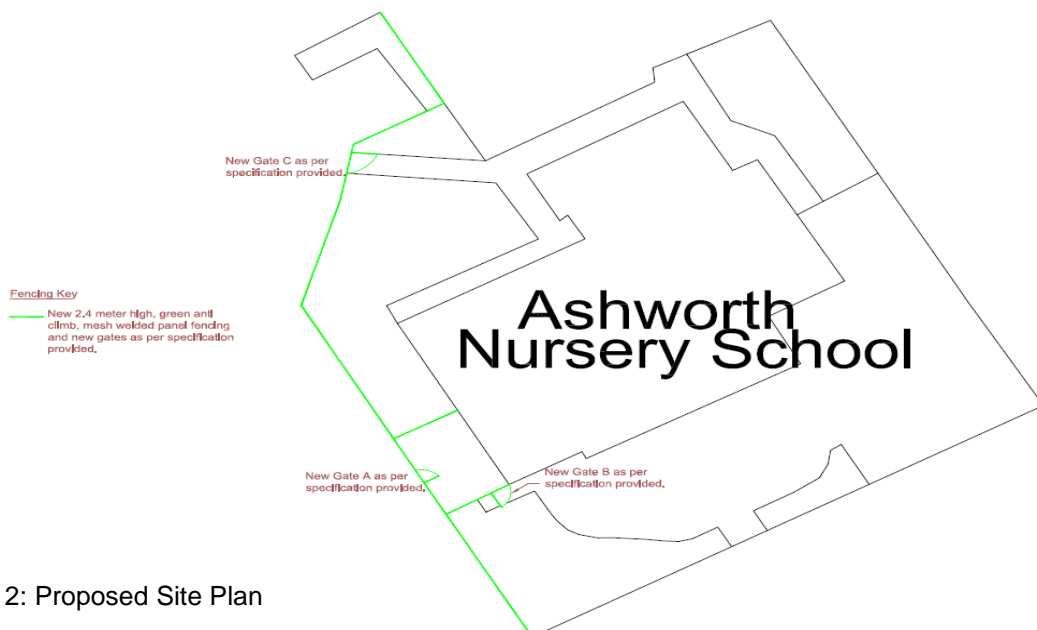 New Gate C as per
specification provided.
Fencing Key
New 2.4 meter high, green anti
climb, mesh welded panel fencing
and new gates as per specification
provided.
Ashworth
Nursery School
New Gate A as per
specification provided.
New Gate B as per
specification provided.
2: Proposed Site Plan